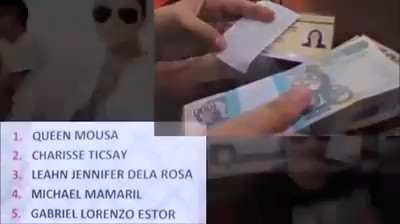 1. QUEEN MOUSA
2. CHARISSE TICSAY
3. LEAHN JENNIFER DELA ROSA
4. MICHAEL MAMARIL
5. GABRIEL LORENZO ESTOR